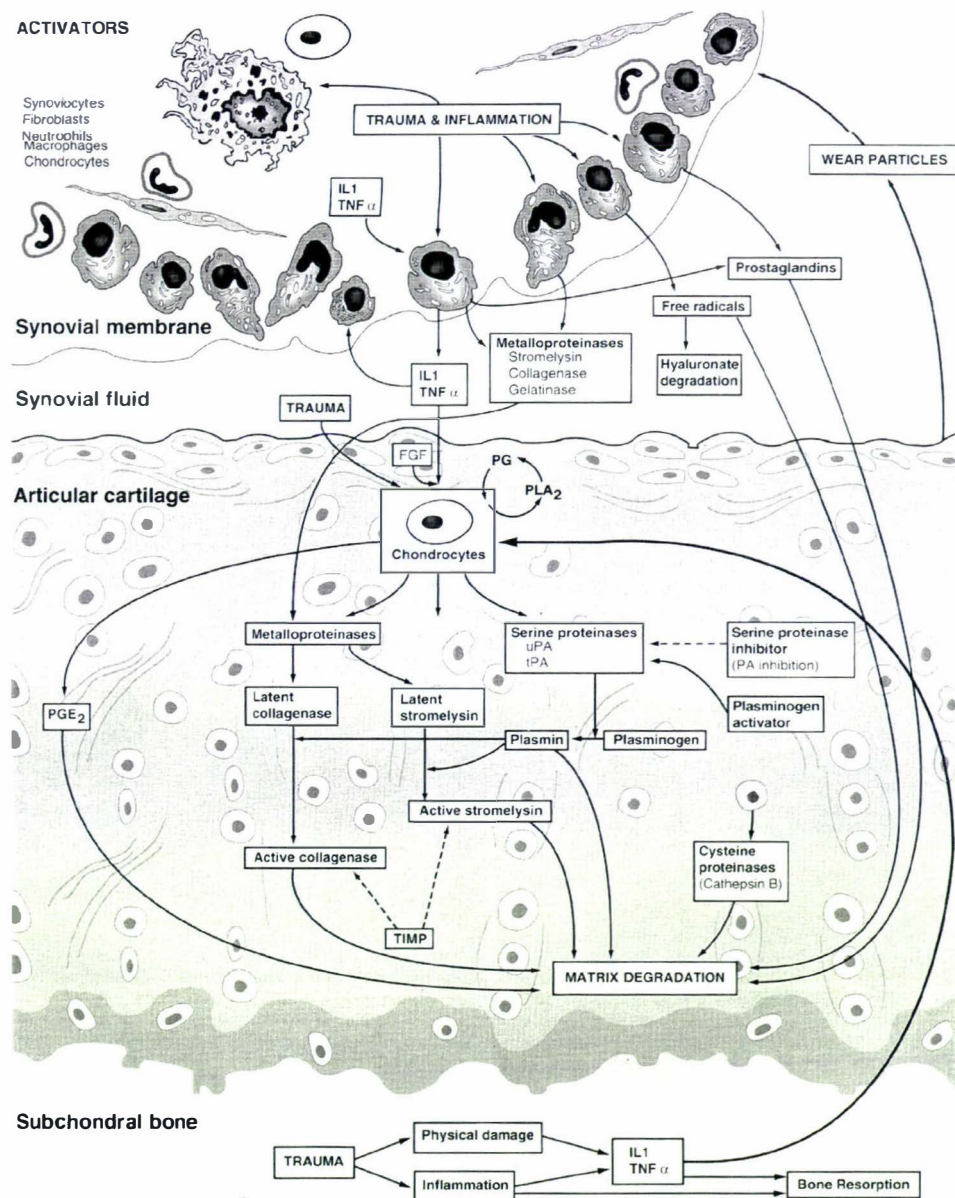 ACTIVATORS
Synoviocytes
Fibroblasts
Neutrophils
Macrophages
Chondrocytes
TRAUMA & INFLAMMATION
WEAR PARTICLES
IL1
TNF α
Prostaglandins
Free radicals
Synovial membrane
Metalloproteinases
Stromelysin
Collagenase
Gelatinase
Hyaluronate
degradation
IL1
TNF α
Synovial fluid
TRAUMA
FGF
PG
PLA2
Articular cartilage
Chondrocytes
Metalloproteinases
Serine proteinases
uPA
tPA
Serine proteinase
inhibitor
(PA inhibition)
Latent
collagenase
Latent
stromelysin
PGE2
Plasminogen
activator
Plasmin
Plasminogen
Active stromelysin
Active collagenase
Cysteine
proteinases
(Cathepsin B)
TIMP
MATRIX DEGRADATION
Subchondral bone
TRAUMA
Physical damage
Inflammation
IL1
TNF α
Bone Resorption